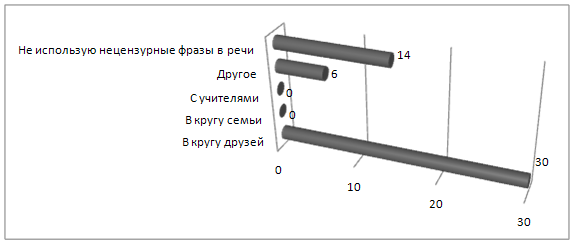 Не использую нецензурные фразы в речи
14
Другое
6
С учителями
0
В кругу семьи
0
В кругу друзей
30
0
10
20
30